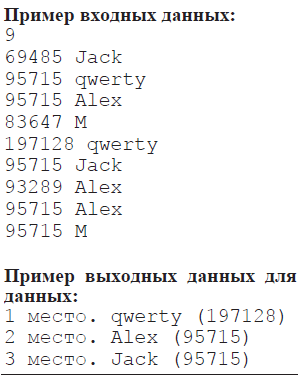 Пример входных данных:
9
69485 Jack
95715 qwerty
95715 Alex
83647 M
197128 qwerty
95715 Jack
93289 Alex
95715 Alex
95715 M
Пример выходных данных для
данных:
1 место. qwerty (197128)
2 место. Alex (95715)
3 место. Jack (95715)